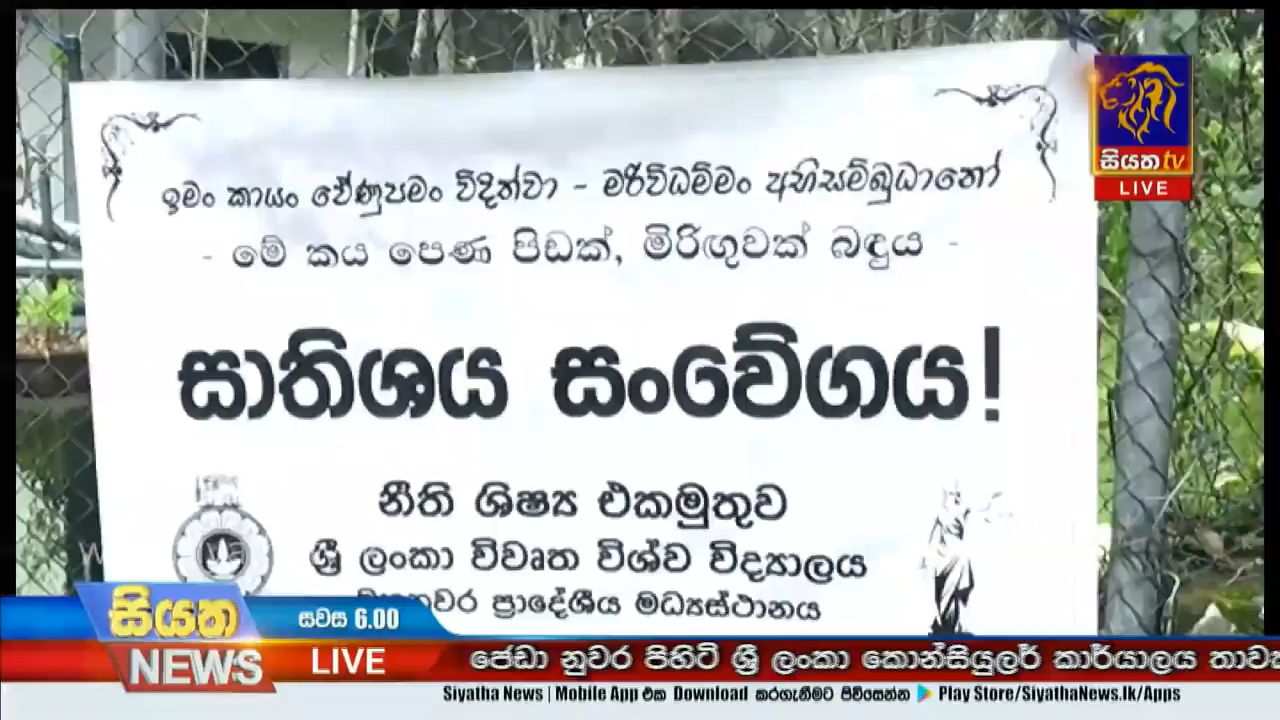 ඉමං කායං ඵේණුපමං විදිත්වා - මරිචිධම්මං අභිසම්බුධානෝ
- මේ කය පෙණ පිඩක්, මිරිඟුවක් බඳුය -
සාතිශය සංවේගය!
නීති ශිෂ්‍ය එකමුතුව
ශ්‍රී ලංකා විවෘත විශ්ව විද්‍යාලය
ප්‍රාදේශීය මධ්‍යස්ථානය
සියත tv
LIVE
සියත
NEWS
සවස 6.00
LIVE
ජෙඩා නුවර පිහිටි ශ්‍රී ලංකා කොන්සියුලර් කාර්යාලය
Siyatha News | Mobile App එක Download කරගැනීමට පිවිසෙන්න Play Store/SiyathaNews.lk/Apps